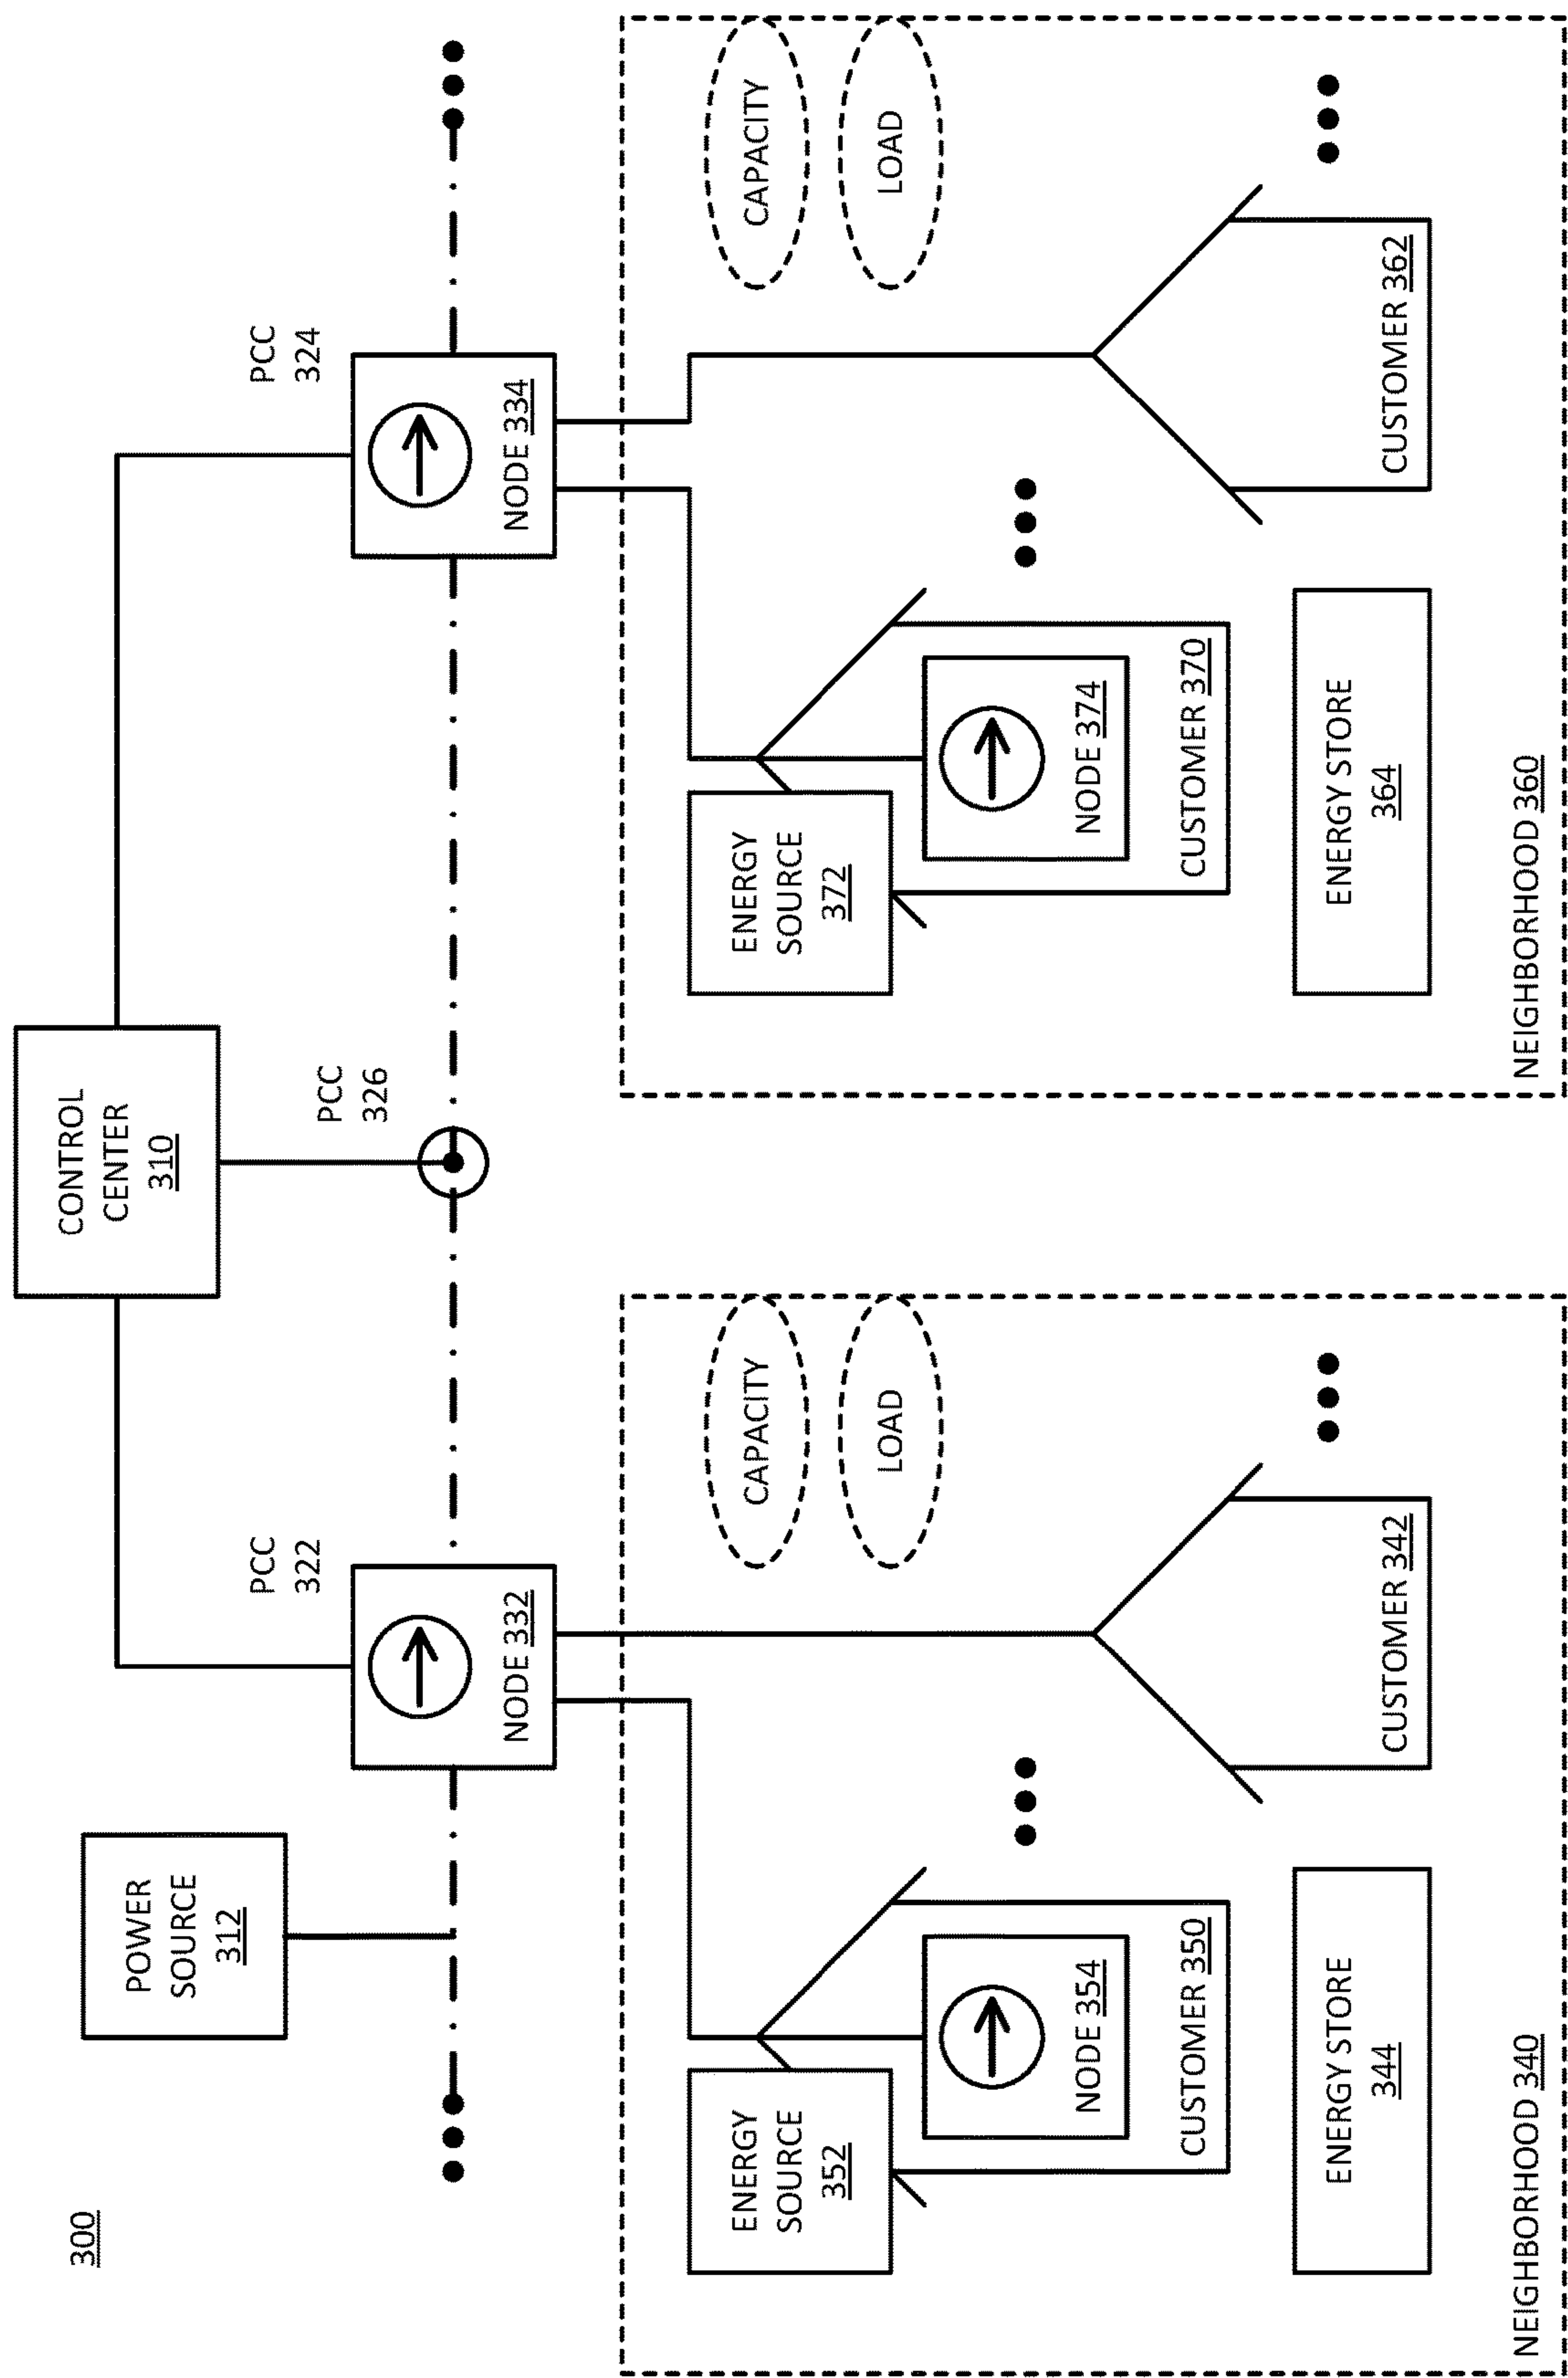 300
POWER
SOURCE
312
CONTROL
CENTER
310
PCC
322
PCC
326
PCC
324
NODE 332
NODE 334
NEIGHBORHOOD 340
CAPACITY
LOAD
ENERGY
SOURCE
352
NODE 354
CUSTOMER 350
ENERGY STORE
344
CUSTOMER 342
NEIGHBORHOOD 360
CAPACITY
LOAD
ENERGY
SOURCE
372
NODE 374
CUSTOMER 370
ENERGY STORE
364
CUSTOMER 362